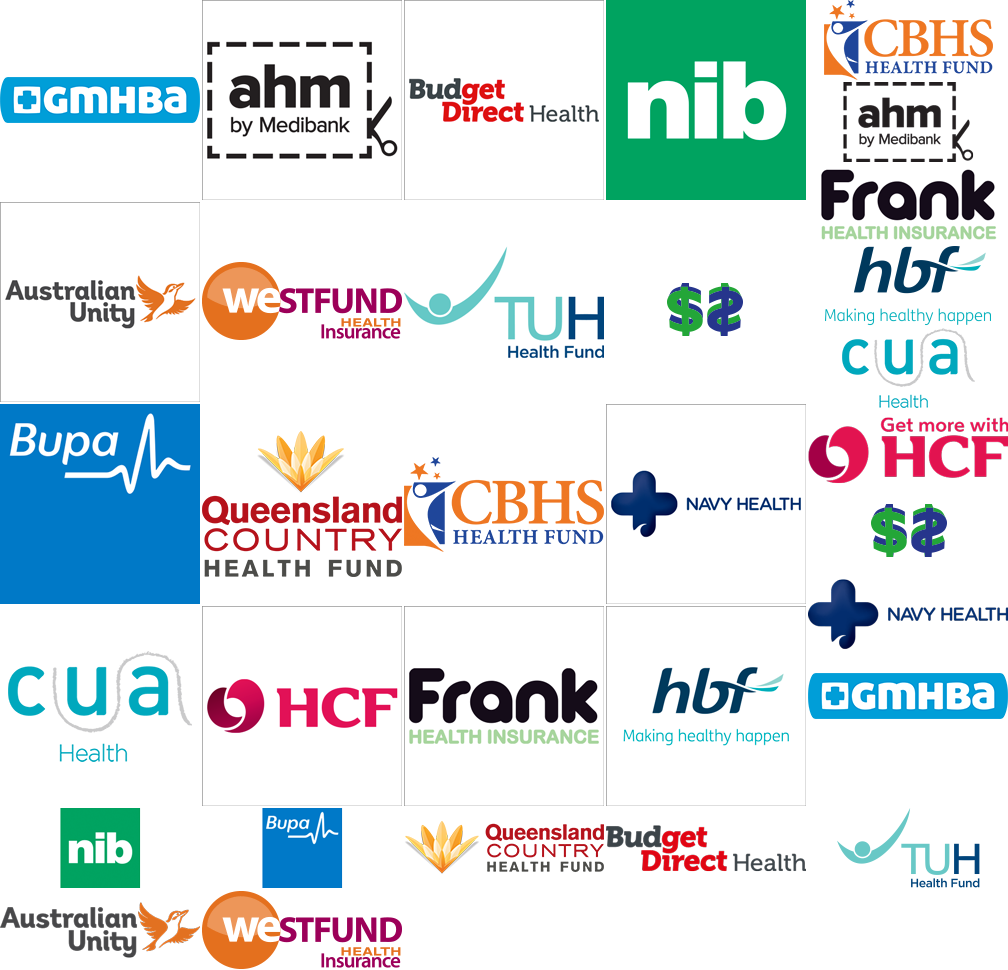 GMHBa
ahm
by Medibank
Budget
Direct Health
nib
CBHS
HEALTH FUND
ahm
by Medibank
Frank
HEALTH INSURANCE
hbf
Making healthy happen
cua
Health
Australian
Unity
weSTFUND
HEALTH
Insurance
TUH
Health Fund
$$
Bupa
Queensland
COUNTRY
HEALTH FUND
CBHS
HEALTH FUND
NAVY HEALTH
Get more with
HCF
$$
NAVY HEALTH
cua
Health
HCF
Frank
HEALTH INSURANCE
hbf
Making healthy happen
GMHBa
nib
Bupa
Queensland
COUNTRY
HEALTH FUND
Budget
Direct Health
TUH
Health Fund
Australian
Unity
weSTFUND
HEALTH
Insurance